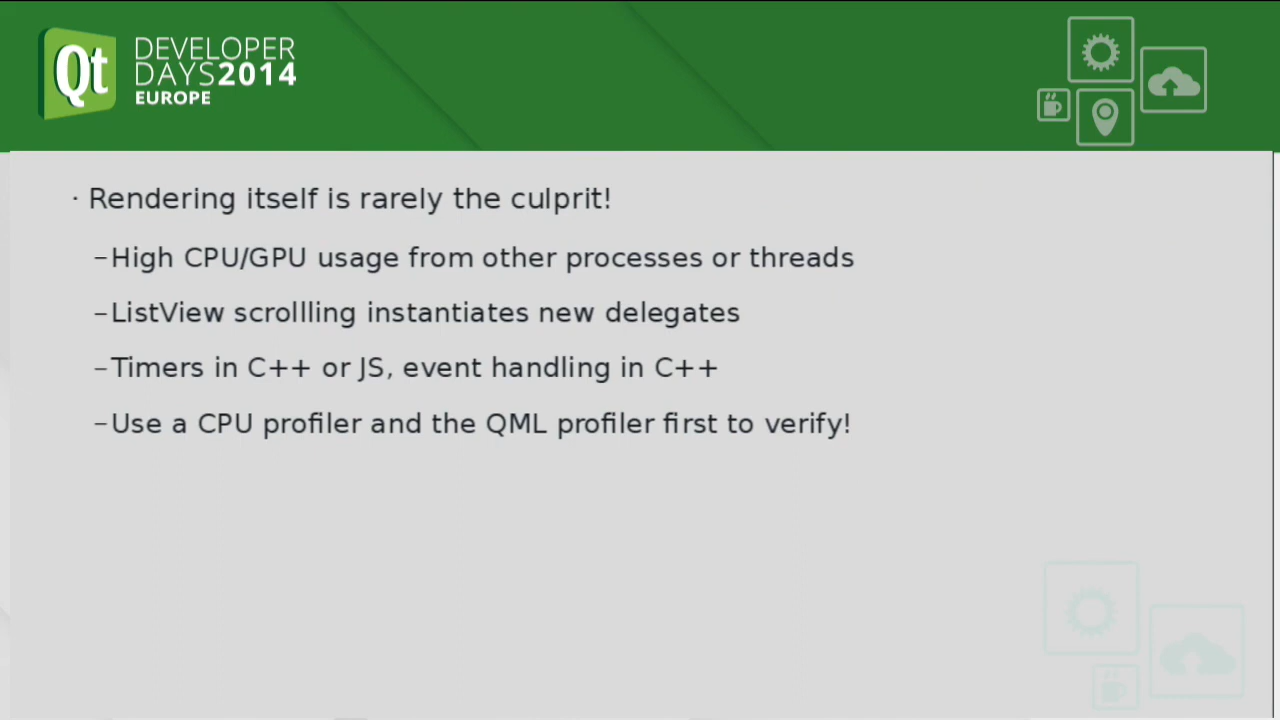 Qt
DEVELOPER
DAYS2014
EUROPE
· Rendering itself is rarely the culprit!
–High CPU/GPU usage from other processes or threads
–ListView scrollling instantiates new delegates
–Timers in C++ or JS, event handling in C++
–Use a CPU profiler and the QML profiler first to verify!